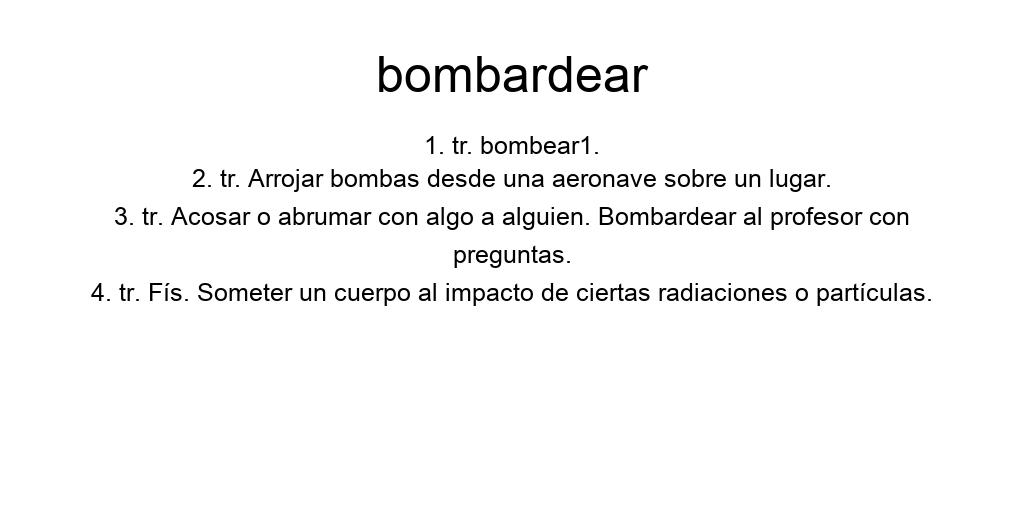 bombardear
1. tr. bombear1.
2. tr. Arrojar bombas desde una aeronave sobre un lugar.
3. tr. Acosar o abrumar con algo a alguien. Bombardear al profesor con
preguntas.
4. tr. Fís. Someter un cuerpo al impacto de ciertas radiaciones o partículas.